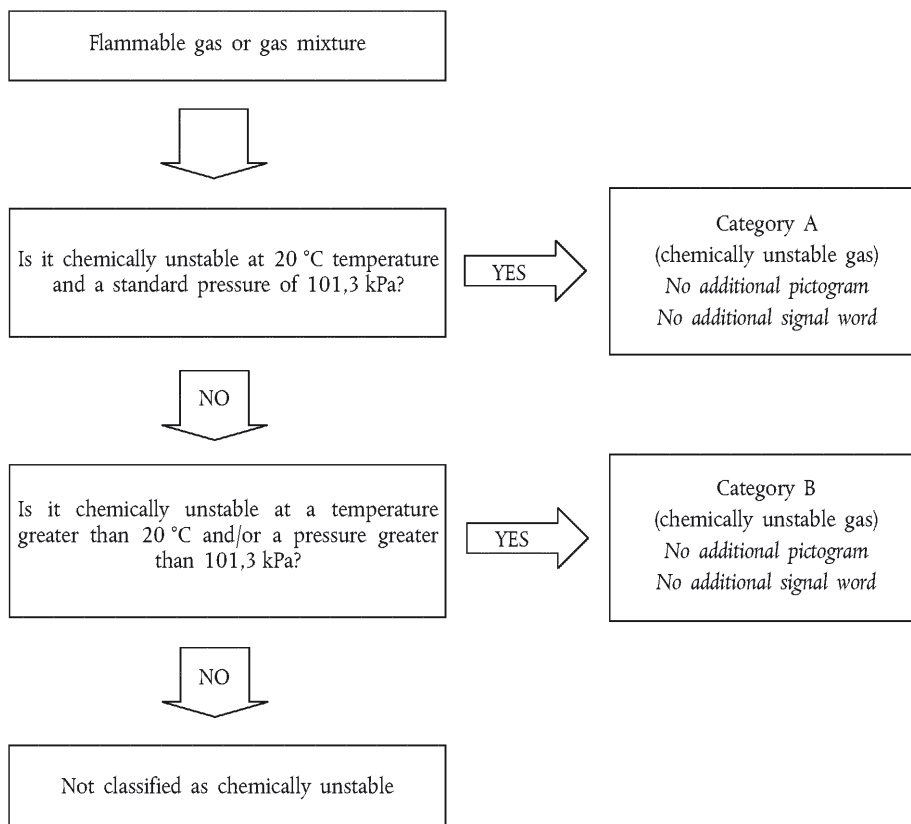 Flammable gas or gas mixture
Is it chemically unstable at 20 °C temperature
and a standard pressure of 101,3 kPa?
YES
Category A
(chemically unstable gas)
No additional pictogram
No additional signal word
NO
Is it chemically unstable at a temperature
greater than 20 °C and/or a pressure greater
than 101,3 kPa?
YES
Category B
(chemically unstable gas)
No additional pictogram
No additional signal word
NO
Not classified as chemically unstable